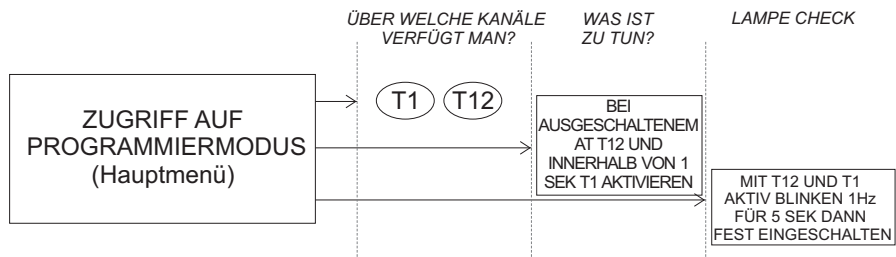 ÜBER WELCHE KANÄLE
VERFÜGT MAN?
WAS IST
ZU TUN?
LAMPE CHECK
ZUGRIFF AUF
PROGRAMMIERMODUS
(Hauptmenü)
T1
T12
BEI
AUSGESCHALTENEM
AT T12 UND
INNERHALB VON 1
SEK T1 AKTIVIEREN
MIT T12 UND T1
AKTIV BLINKEN 1Hz
FÜR 5 SEK DANN
FEST EINGESCHALTEN